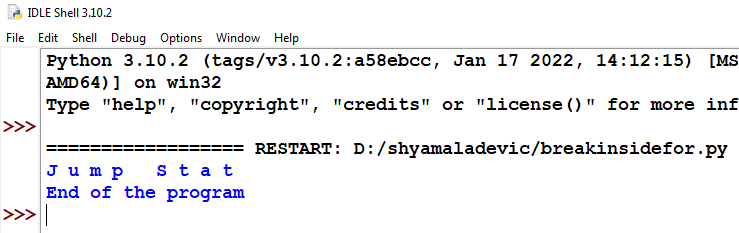 IDLE Shell 3.10.2
File Edit Shell Debug Options Window Help
Python 3.10.2 (tags/v3.10.2:a58ebcc, Jan 17 2022, 14:12:15) [MS
AMD64)] on win32
Type "help", "copyright", "credits" or "license()" for more inf
>>>
================== RESTART: D:/shyamaladevic/breakinsidefor.py
J u m p   S t a t
End of the program
>>>